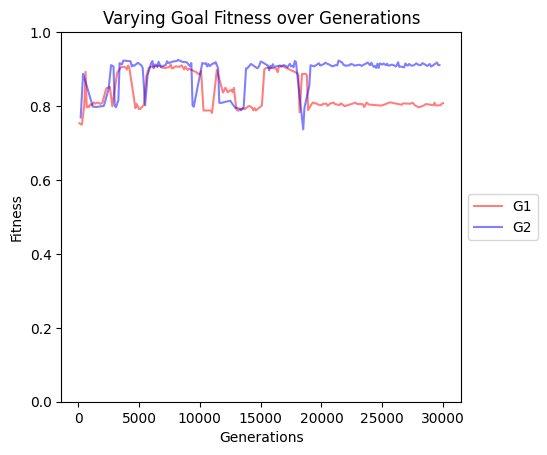 Varying Goal Fitness over Generations
1.0
0.8
0.6
0.4
0.2
0.0
Fitness
G1
G2
0 5000 10000 15000 20000 25000 30000
Generations